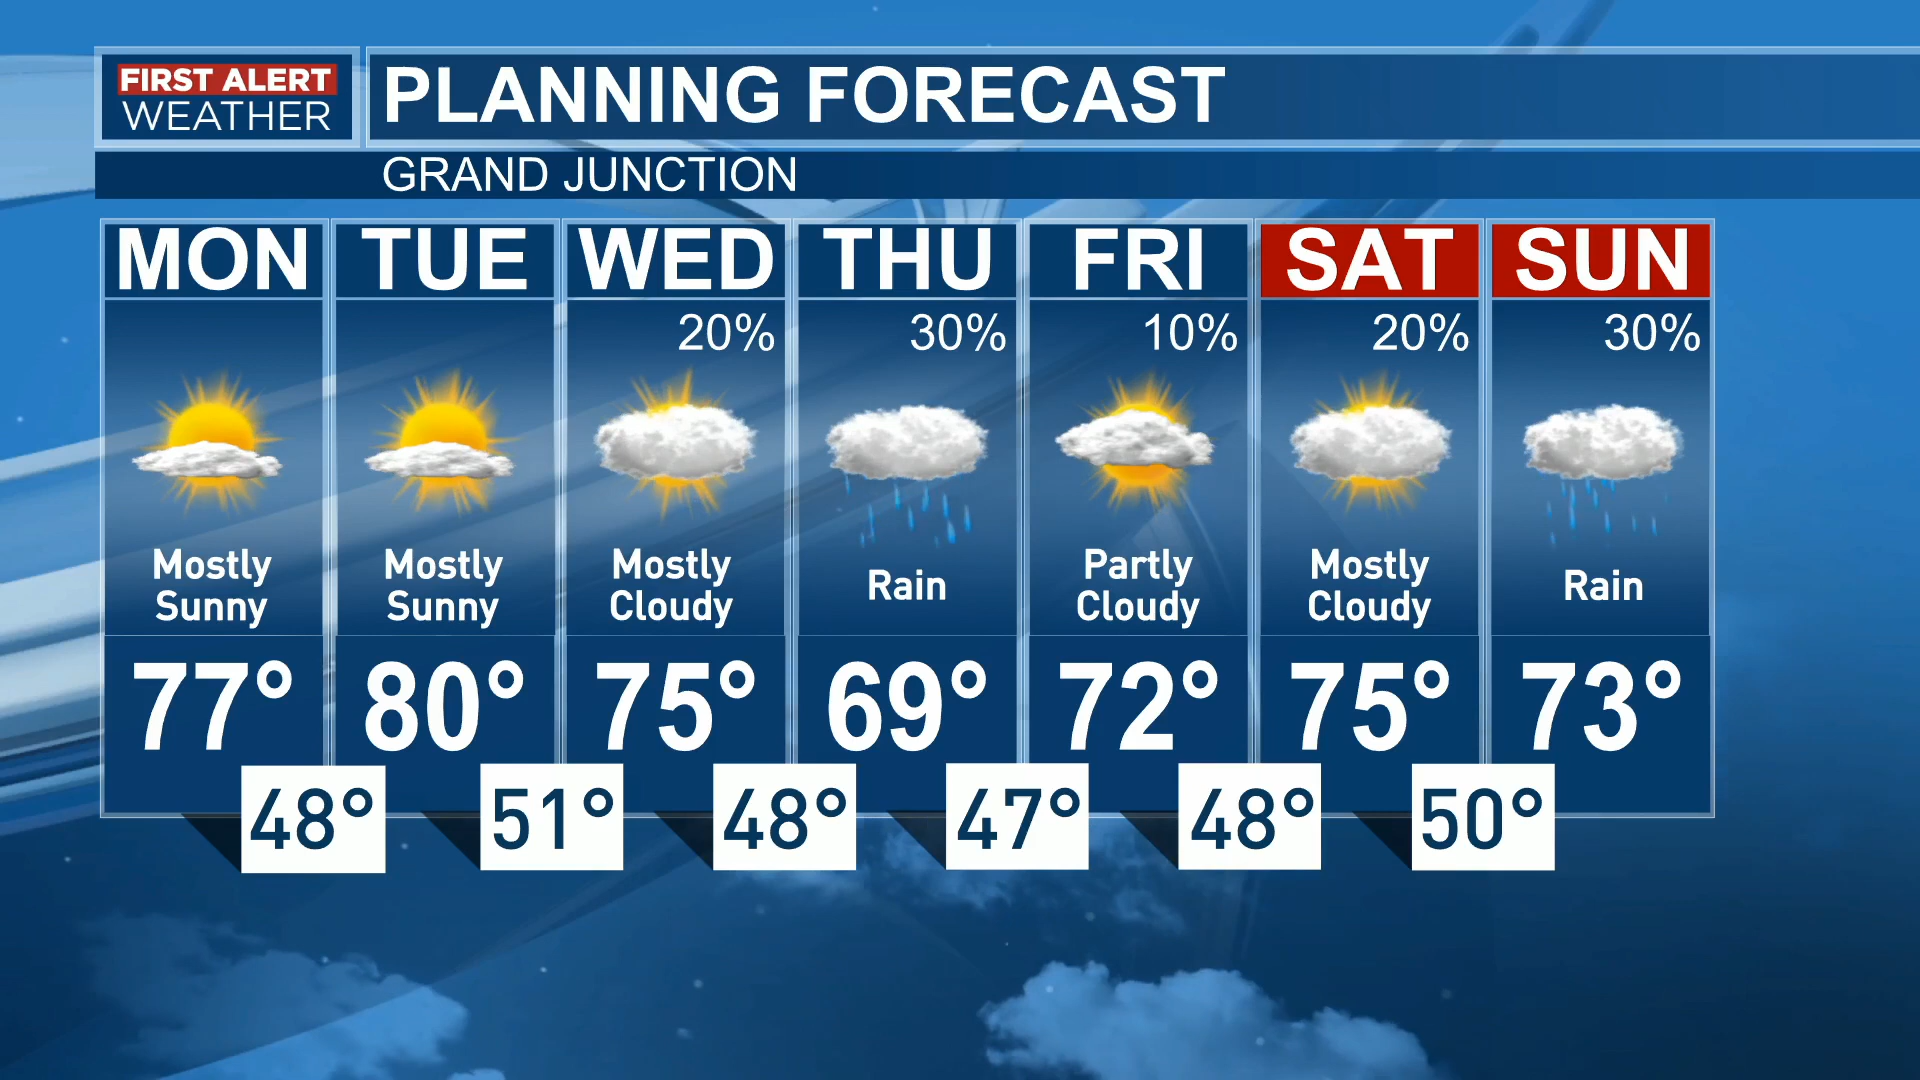 FIRST ALERT
WEATHER
PLANNING FORECAST
GRAND JUNCTION
MON
TUE
WED
THU
FRI
SAT
SUN
20%
30%
10%
20%
30%
Mostly
Sunny
Mostly
Sunny
Mostly
Cloudy
Rain
Partly
Cloudy
Mostly
Cloudy
Rain
77°
80°
75°
69°
72°
75°
73°
48°
51°
48°
47°
48°
50°